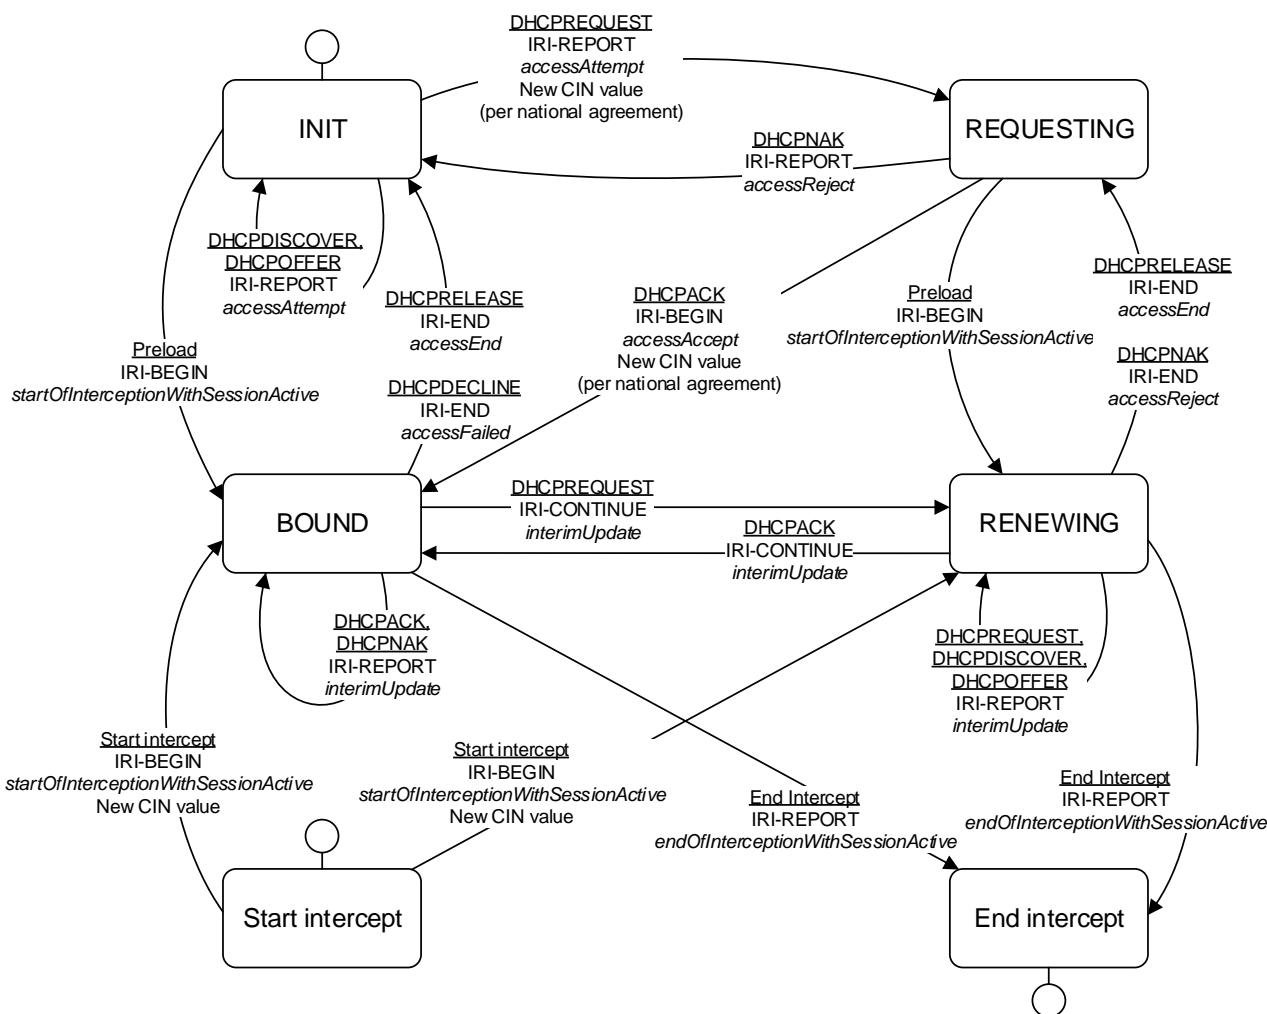 DHCPREQUEST
IRI-REPORT
accessAttempt
New CIN value
(per national agreement)
INIT
REQUESTING
DHCPNAK
IRI-REPORT
accessReject
DHCPDISCOVER,
DHCPOFFER
IRI-REPORT
accessAttempt
DHCPRELEASE
IRI-END
accessEnd
DHCPACK
IRI-BEGIN
accessAccept
New CIN value
(per national agreement)
Preload
IRI-BEGIN
startOfInterceptionWithSessionActive
DHCPRELEASE
IRI-END
accessEnd
Preload
IRI-BEGIN
startOfInterceptionWithSessionActive
DHCPDECLINE
IRI-END
accessFailed
DHCPNAK
IRI-END
accessReject
BOUND
DHCPREQUEST
IRI-CONTINUE
interimUpdate
DHCPACK
IRI-CONTINUE
interimUpdate
RENEWING
DHCPACK,
DHCPNAK
IRI-REPORT
interimUpdate
DHCPREQUEST,
DHCPDISCOVER,
DHCPOFFER
IRI-REPORT
interimUpdate
Start intercept
IRI-BEGIN
startOfInterceptionWithSessionActive
New CIN value
Start intercept
IRI-BEGIN
startOfInterceptionWithSessionActive
New CIN value
End Intercept
IRI-REPORT
endOfInterceptionWithSessionActive
End Intercept
IRI-REPORT
endOfInterceptionWithSessionActive
Start intercept
End intercept